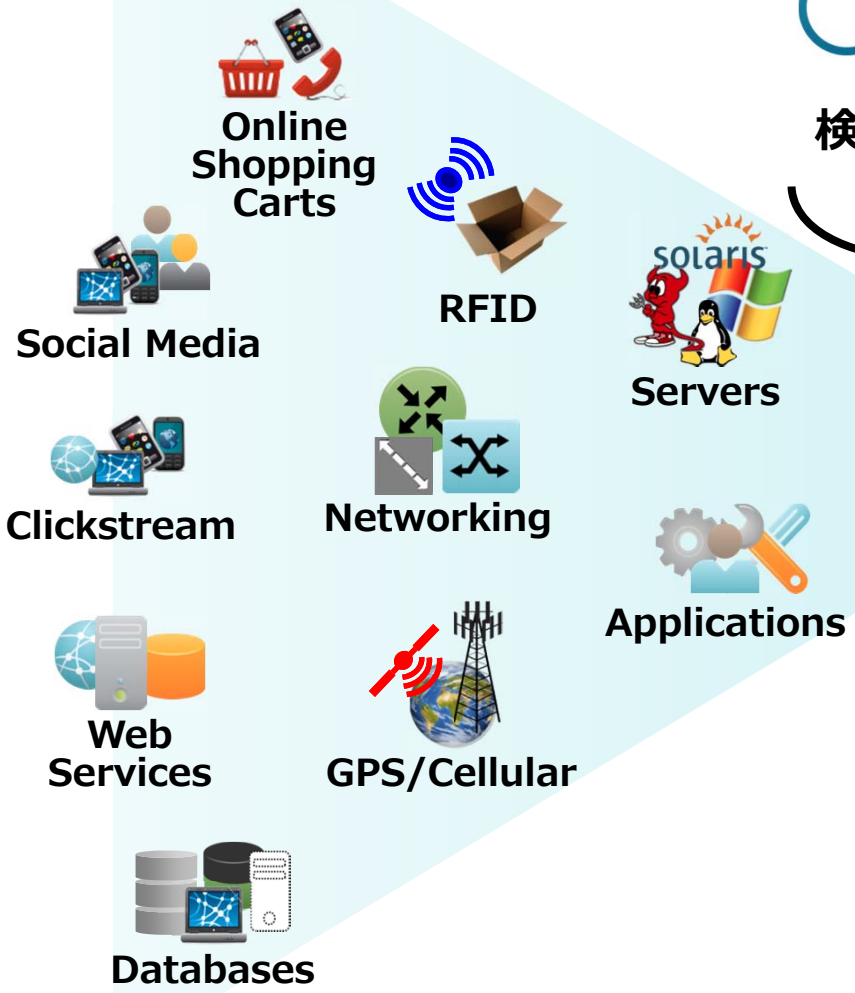 Online
Shopping
Carts
検
RFID
solaris
Servers
Social Media
Networking
Clickstream
Applications
Web
Services
GPS/Cellular
Databases